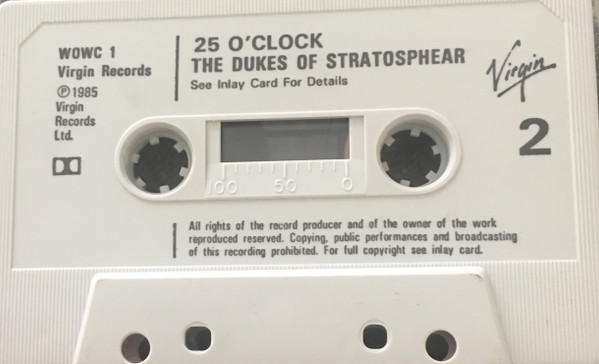 WOWC 1
Virgin Records
℗1985
Virgin
Records
Ltd.
25 O'CLOCK
THE DUKES OF STRATOSPHEAR
See Inlay Card For Details
Virgin
2
100 50 0
All rights of the record producer and of the owner of the work
reproduced reserved. Copying, public performances and broadcasting
of this recording prohibited. For full copyright see inlay card.